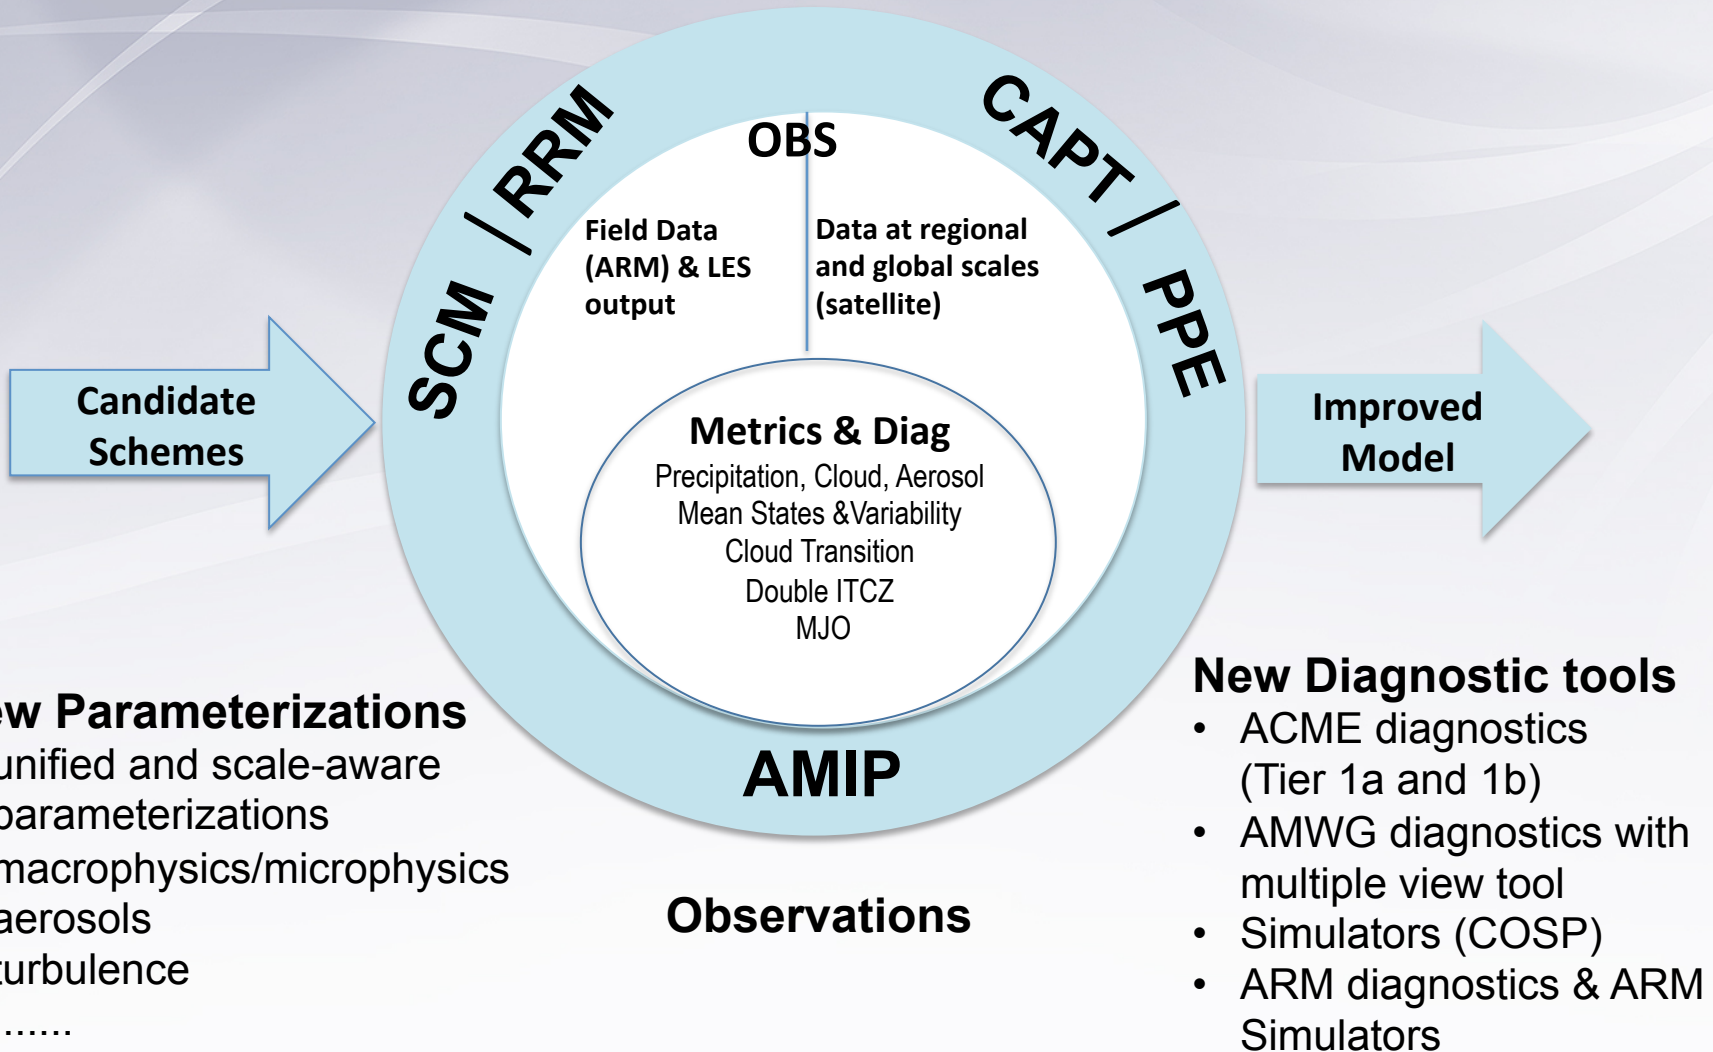 SCM | RRM
CAPT | PPE
OBS
Field Data
(ARM) & LES
output
Data at regional
and global scales
(satellite)
Candidate
Schemes
Metrics & Diag
Precipitation, Cloud, Aerosol
Mean States &Variability
Cloud Transition
Double ITCZ
MJO
Improved
Model
AMIP
ew Parameterizations
unified and scale-aware
parameterizations
macrophysics/microphysics
aerosols
turbulence
.......
Observations
New Diagnostic tools
• ACME diagnostics
(Tier 1a and 1b)
• AMWG diagnostics with
multiple view tool
• Simulators (COSP)
• ARM diagnostics & ARM
Simulators